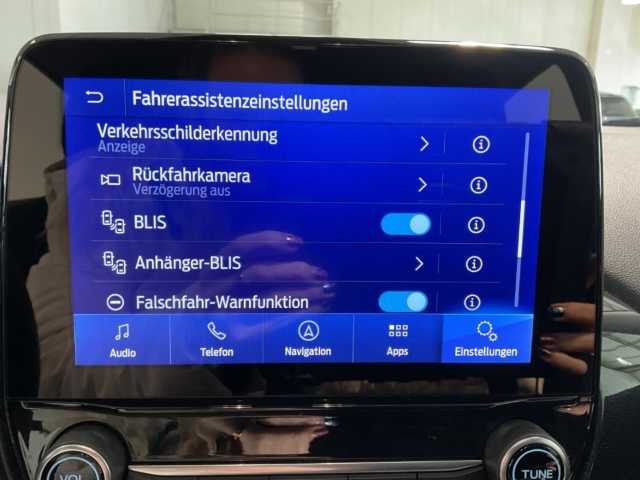 Fahrerassistenzeinstellungen
Verkehrsschilderkennung
Anzeige
Rückfahrkamera
Verzögerung aus
BLIS
Anhänger-BLIS
Falschfahr-Warnfunktion
Audio
Telefon
Navigation
Apps
Einstellungen
VOL
TUNE